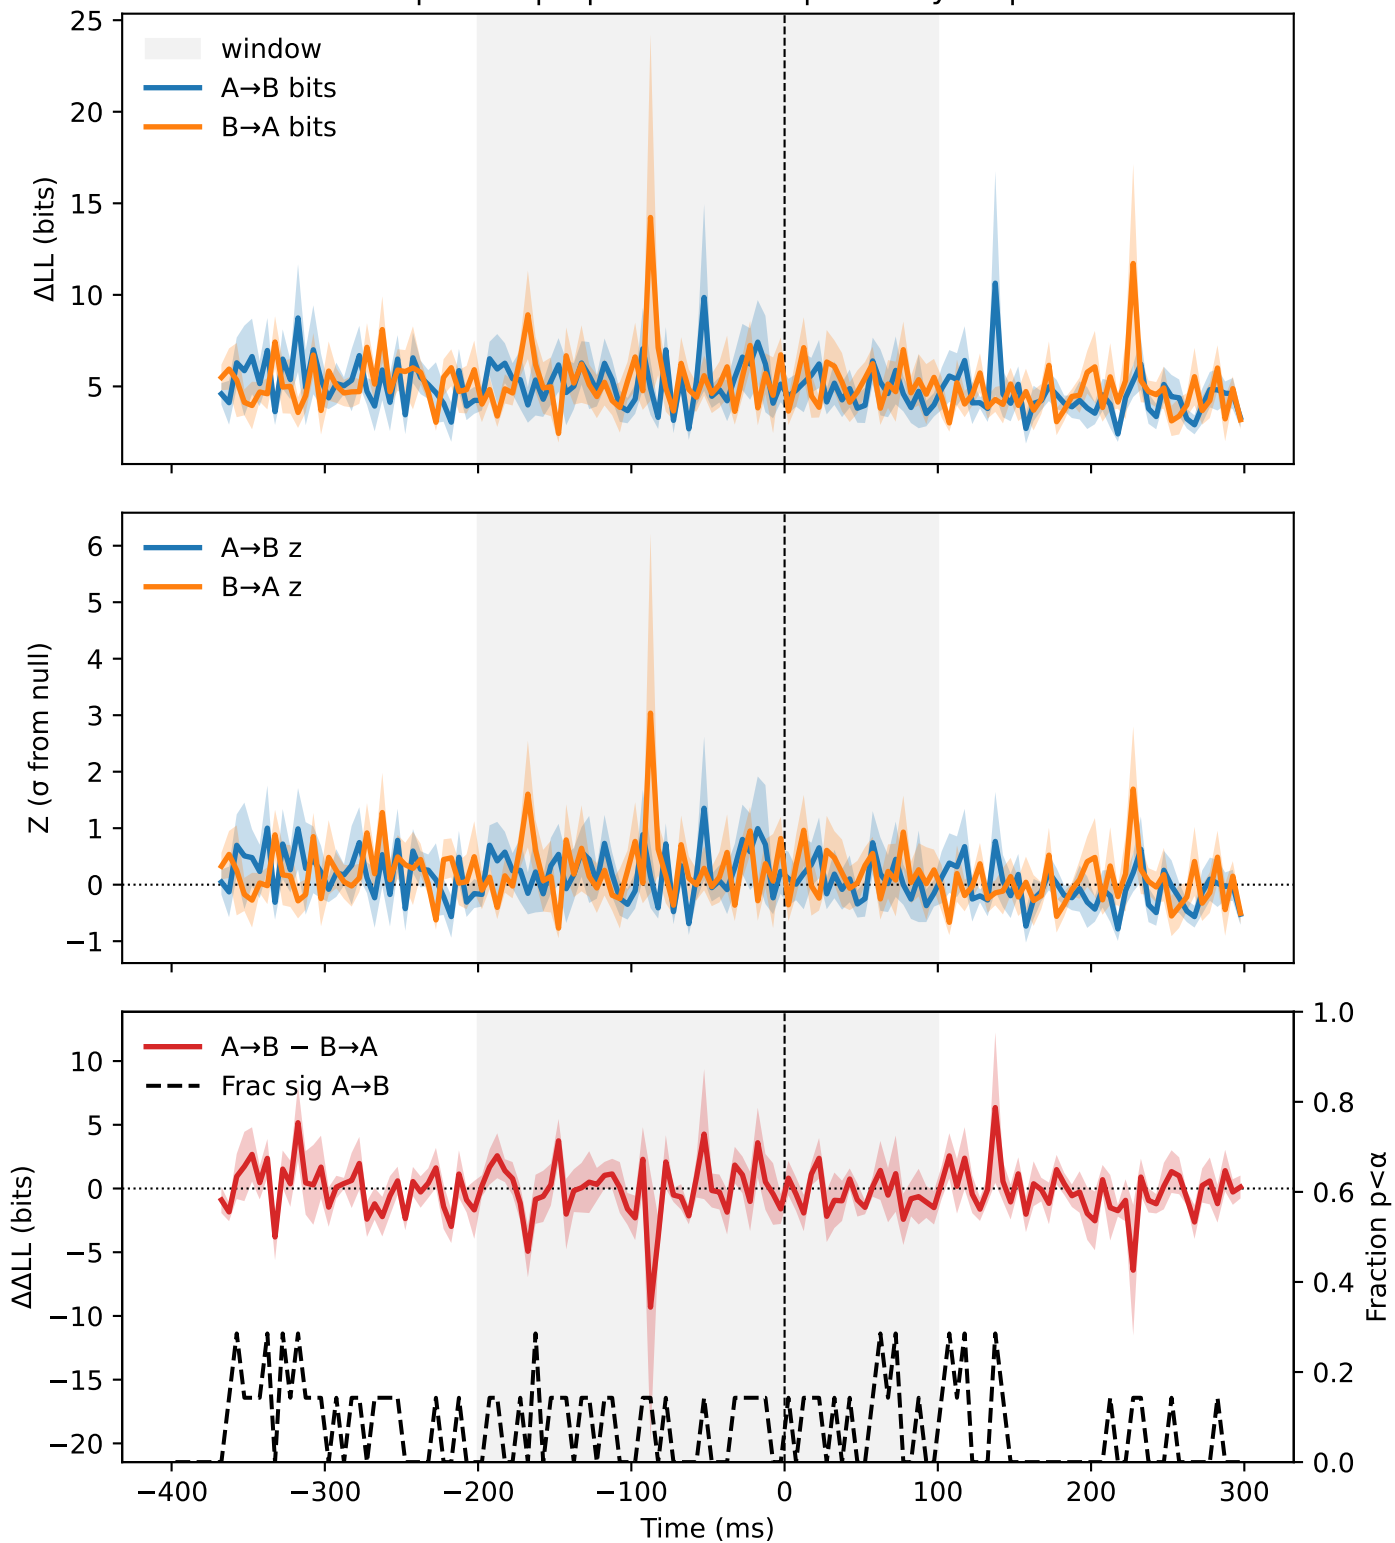 25
20
15
10
5
ΔLL (bits)
window
A→B bits
B→A bits
6
5
4
3
2
1
0
−1
Z (σ from null)
A→B z
B→A z
10
5
0
−5
−10
−15
−20
ΔΔLL (bits)
A→B − B→A
Frac sig A→B
1.0
0.8
0.6
0.4
0.2
0.0
Fraction p<α
−400 −300 −200 −100 0 100 200 300
Time (ms)